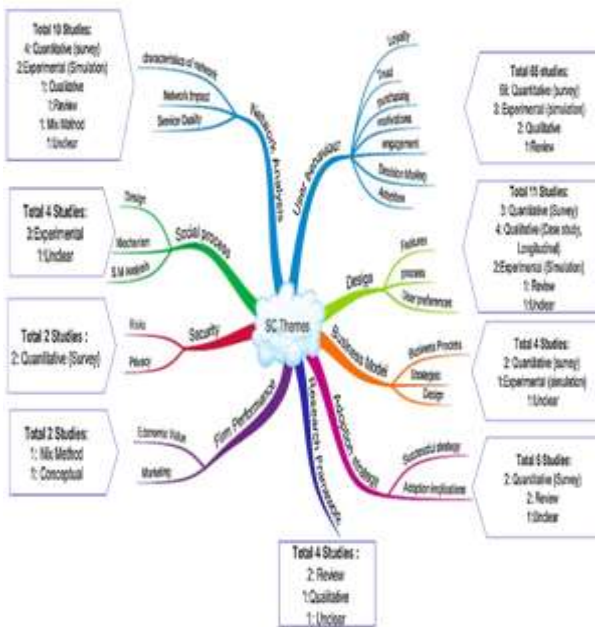 Total 10 Studies:
4: Quantitative (survey)
2:Experimental (Simulation)
1: Qualitative
1:Review
1: Mix Method
1:Unclear
characteristics of network
Network Impact
Service Quality
Network Analysis
Total 4 Studies:
3:Experimental
1:Unclear
Design
Mechanism
S.M analysis
Social process
Total 2 Studies :
2: Quantitative (Survey)
Risks
Privacy
Security
Total 2 Studies:
1: Mix Method
1: Conceptual
Economic Value
Marketing
Firm Performance
SC Themes
Loyalty
Trust
purchasing
motivations
engagement
Decision Making
User behavior
studies:
Quantitative (survey)
Experimental (simulation)
2: Qualitative
1:Review
Features
process
User preferences
Design
Total 11 Studies:
3: Quantitative (Survey)
4: Qualitative (Case study,
Longitudinal)
2:Experimental (Simulation)
1: Review
1:Unclear
Business Process
Strategies
Design
Business Model
Total 4 Studies:
2: Quantitative (survey)
1:Experimental (simulation)
1:Unclear
Successful strategy
Adoption implications
Adoption strategy
Total 5 Studies:
2: Quantitative (Survey)
2: Review
1:Unclear
Research Framework
Total 4 Studies :
2: Review
1:Qualitative
1: Unclear